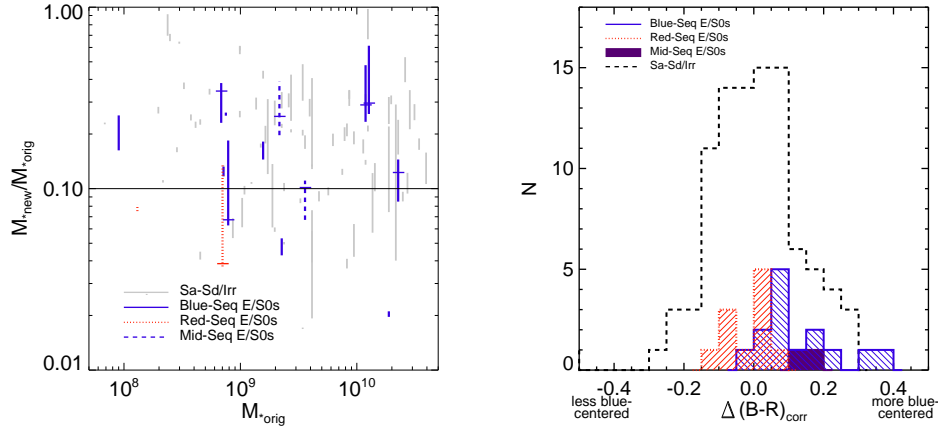 1.00
0.10
0.01
M*new/M*orig
Sa-Sd/Irr
Blue-Seq E/S0s
Red-Seq E/S0s
Mid-Seq E/S0s
10^8
10^9
10^10
M*orig
Blue-Seq E/S0s
Red-Seq E/S0s
Mid-Seq E/S0s
Sa-Sd/Irr
15
10
5
0
N
-0.4
-0.2
0.0
0.2
0.4
less blue-
centered
Δ (B-R)corr
more blue-
centered